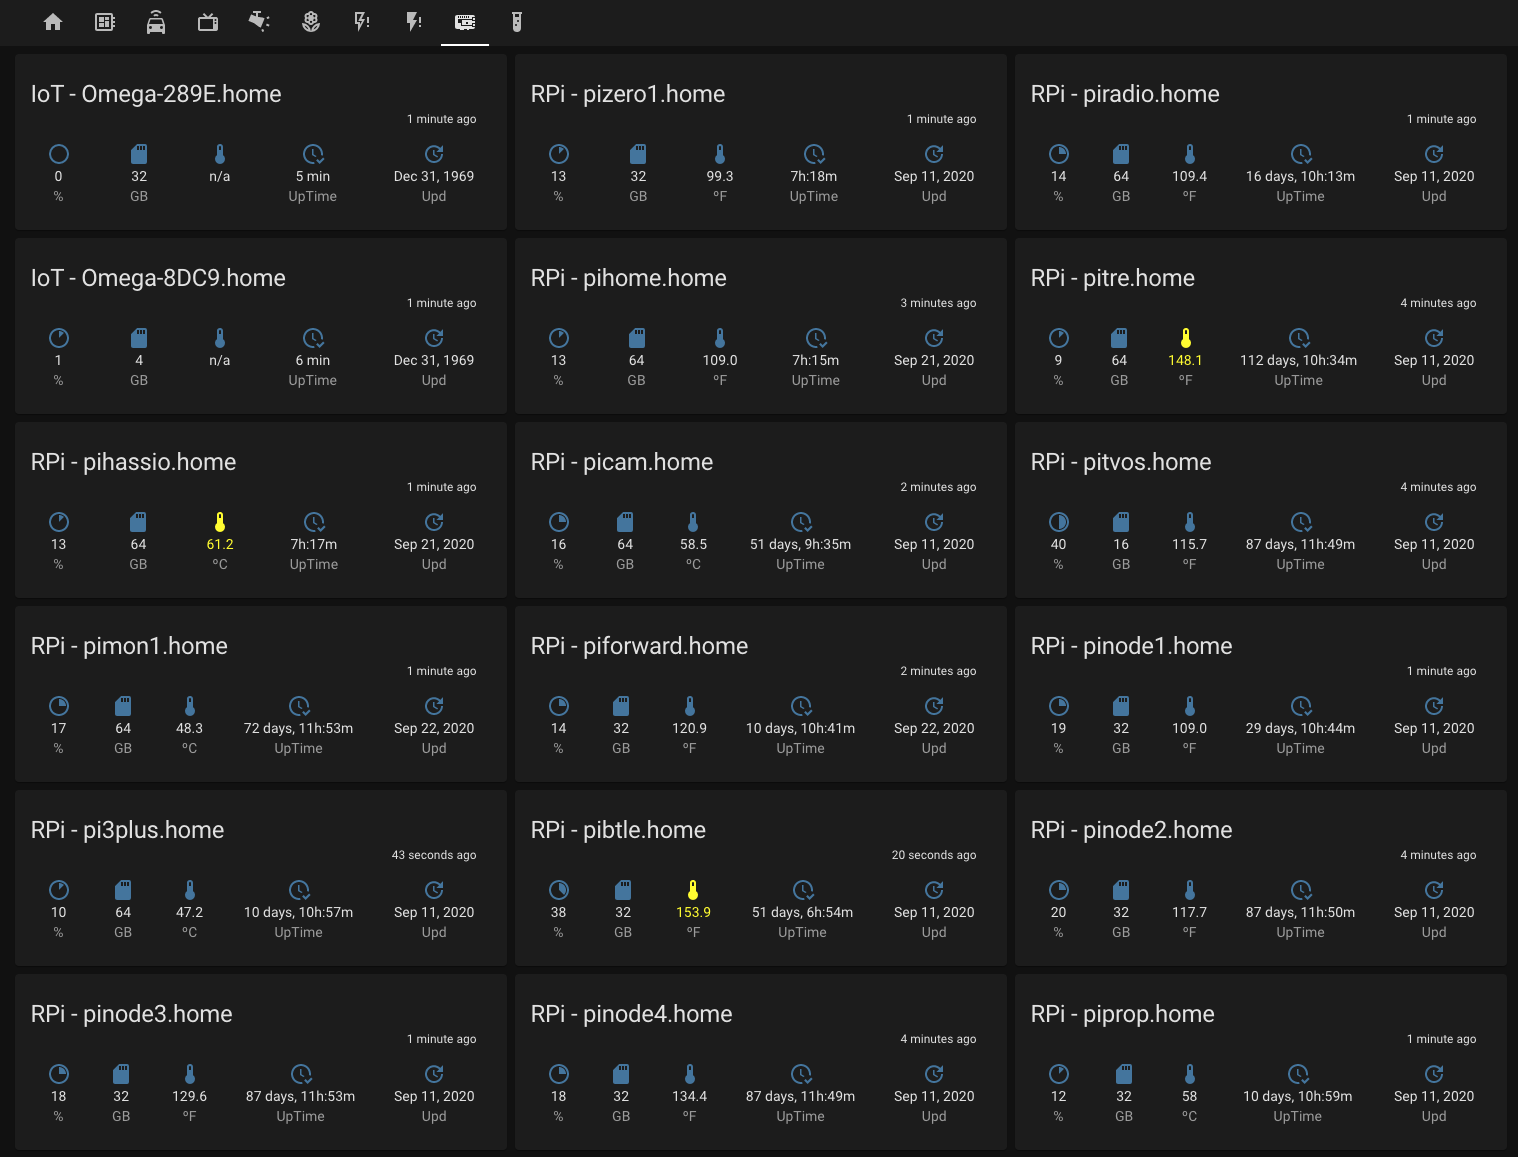 IoT - Omega-289E.home
1 minute ago
0 32 n/a 5 min Dec 31, 1969
% GB UpTime Upd
RPi - pizero1.home
1 minute ago
13 32 99.3 7h:18m Sep 11, 2020
% GB ºF UpTime Upd
RPi - piradio.home
1 minute ago
14 64 109.4 16 days, 10h:13m Sep 11, 2020
% GB ºF UpTime Upd
IoT - Omega-8DC9.home
1 minute ago
1 4 n/a 6 min Dec 31, 1969
% GB UpTime Upd
RPi - pihome.home
3 minutes ago
13 64 109.0 7h:15m Sep 21, 2020
% GB ºF UpTime Upd
RPi - pitre.home
4 minutes ago
9 64 148.1 112 days, 10h:34m Sep 11, 2020
% GB ºF UpTime Upd
RPi - pihassio.home
1 minute ago
13 64 61.2 7h:17m Sep 21, 2020
% GB ºC UpTime Upd
RPi - picam.home
2 minutes ago
16 64 58.5 51 days, 9h:35m Sep 11, 2020
% GB ºC UpTime Upd
RPi - pitvos.home
4 minutes ago
40 16 115.7 87 days, 11h:49m Sep 11, 2020
% GB ºF UpTime Upd
RPi - pimon1.home
1 minute ago
17 64 48.3 72 days, 11h:53m Sep 22, 2020
% GB ºC UpTime Upd
RPi - piforward.home
2 minutes ago
14 32 120.9 10 days, 10h:41m Sep 22, 2020
% GB ºF UpTime Upd
RPi - pinode1.home
1 minute ago
19 32 109.0 29 days, 10h:44m Sep 11, 2020
% GB ºF UpTime Upd
RPi - pi3plus.home
43 seconds ago
10 64 47.2 10 days, 10h:57m Sep 11, 2020
% GB ºC UpTime Upd
RPi - pibtle.home
20 seconds ago
38 32 153.9 51 days, 6h:54m Sep 11, 2020
% GB ºF UpTime Upd
RPi - pinode2.home
4 minutes ago
20 32 117.7 87 days, 11h:50m Sep 11, 2020
% GB ºF UpTime Upd
RPi - pinode3.home
1 minute ago
18 32 129.6 87 days, 11h:53m Sep 11, 2020
% GB ºF UpTime Upd
RPi - pinode4.home
4 minutes ago
18 32 134.4 87 days, 11h:49m Sep 11, 2020
% GB ºF UpTime Upd
RPi - piprop.home
1 minute ago
12 32 58 10 days, 10h:59m Sep 11, 2020
% GB ºC UpTime Upd